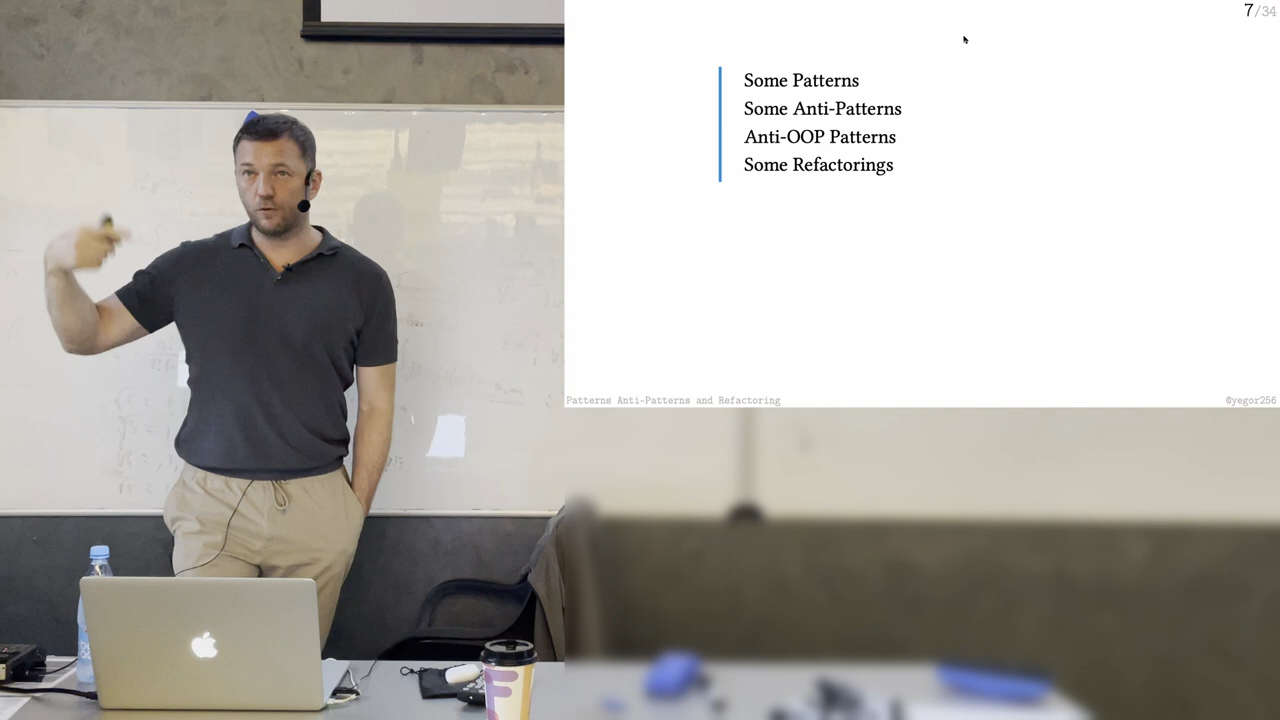 7/34
Some Patterns
Some Anti-Patterns
Anti-OOP Patterns
Some Refactorings
Patterns Anti-Patterns and Refactoring
@yegor256